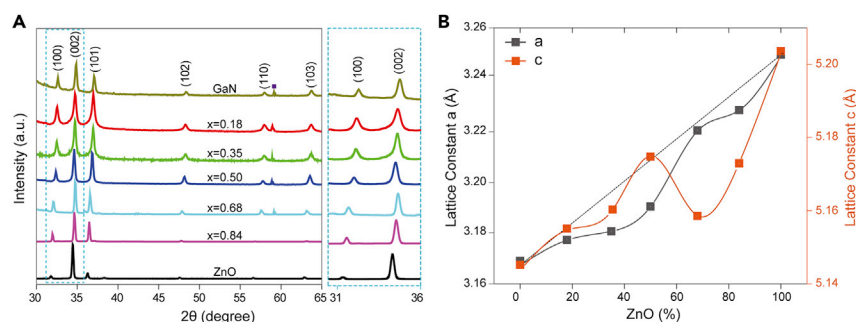 A
Intensity (a.u.)
(100)
(002)
(101)
(102)
(110)
(103)
(100)
(002)
GaN
x=0.18
x=0.35
x=0.50
x=0.68
x=0.84
ZnO
30 35 40 45 50 55 60 65 31 36
2θ (degree)
B
3.26
3.24
3.22
3.20
3.18
3.16
Lattice Constant a (Å)
a
c
5.20
5.17
5.16
5.14
Lattice Constant c (Å)
0 20 40 60 80 100
ZnO (%)